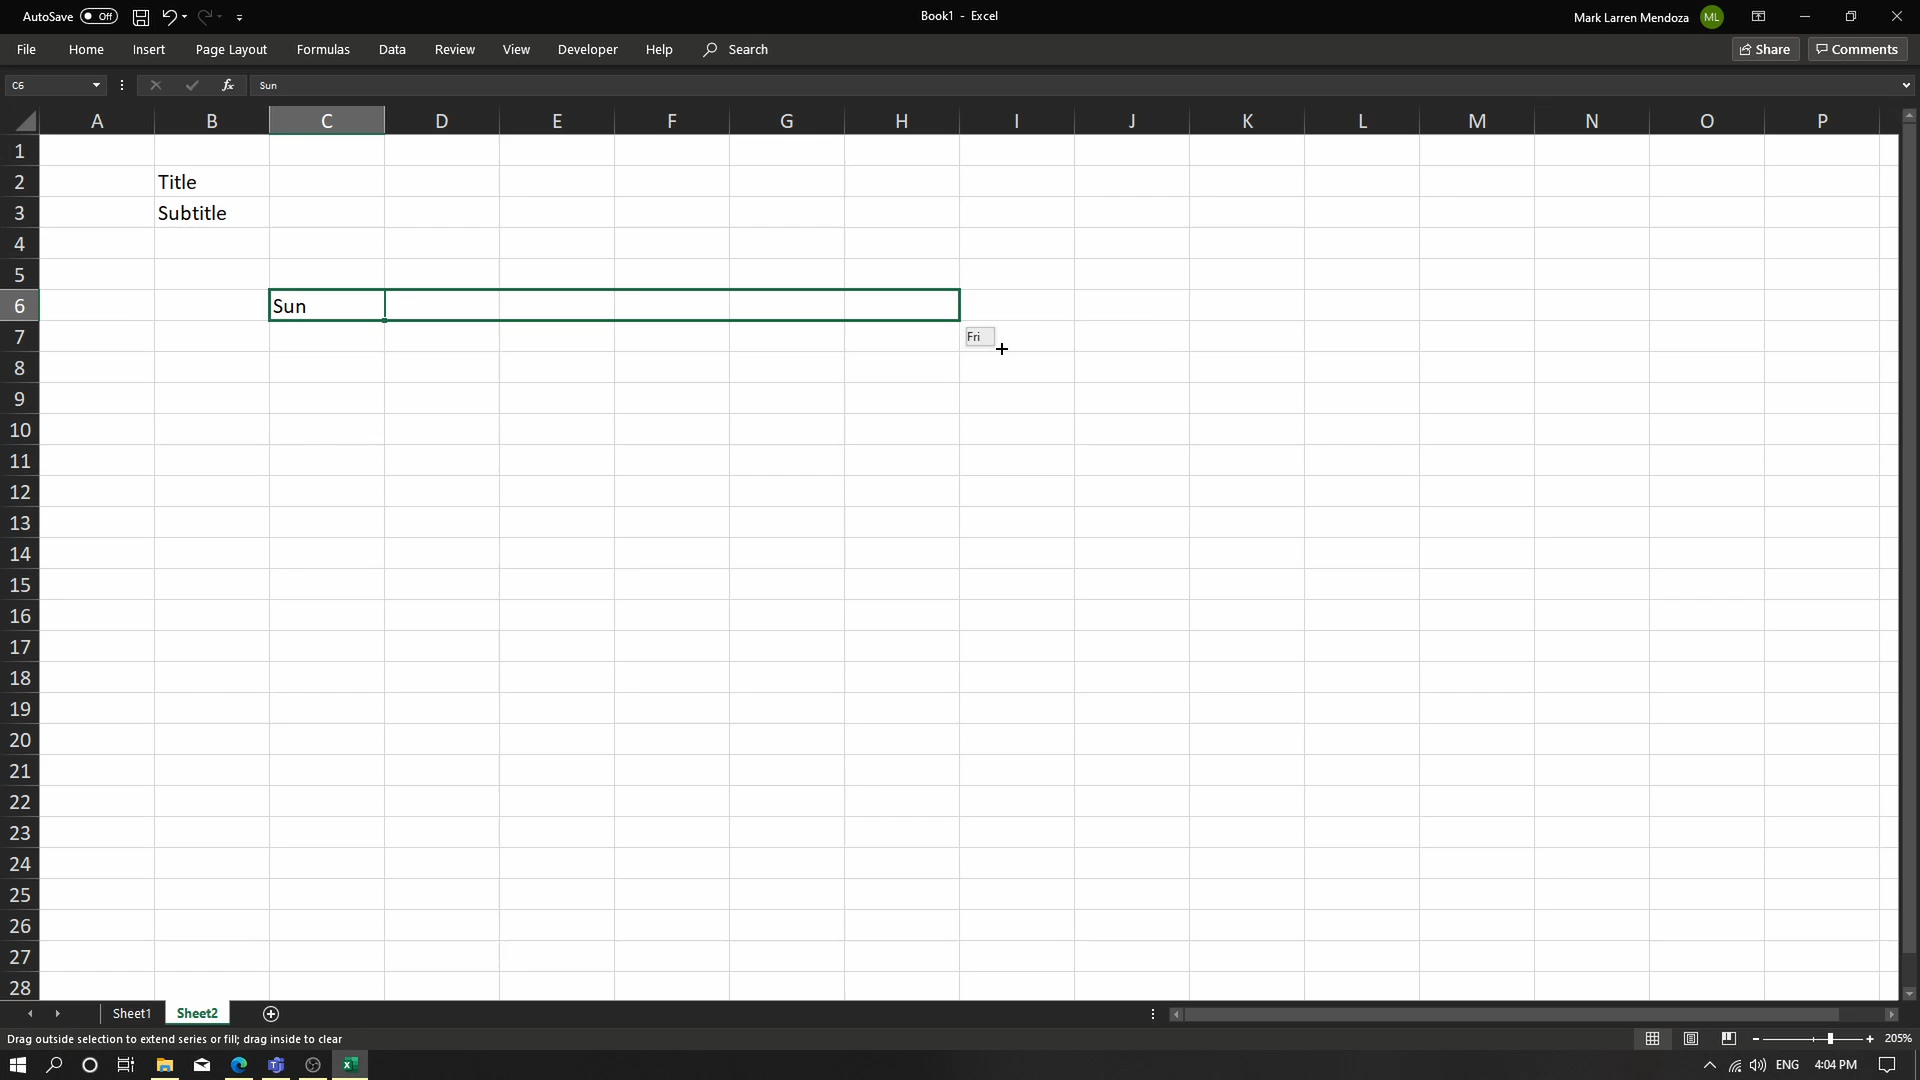 AutoSave Off Book1 - Excel Mark Larren Mendoza ML
File Home Insert Page Layout Formulas Data Review View Developer Help Search Share Comments
C6 fx Sun
A B C D E F G H I J K L M N O P
1
2 Title
3 Subtitle
4
5
6 Sun
7 Fri
8
9
10
11
12
13
14
15
16
17
18
19
20
21
22
23
24
25
26
27
28
Sheet1 Sheet2
Drag outside selection to extend series or fill; drag inside to clear 205%
ENG 4:04 PM